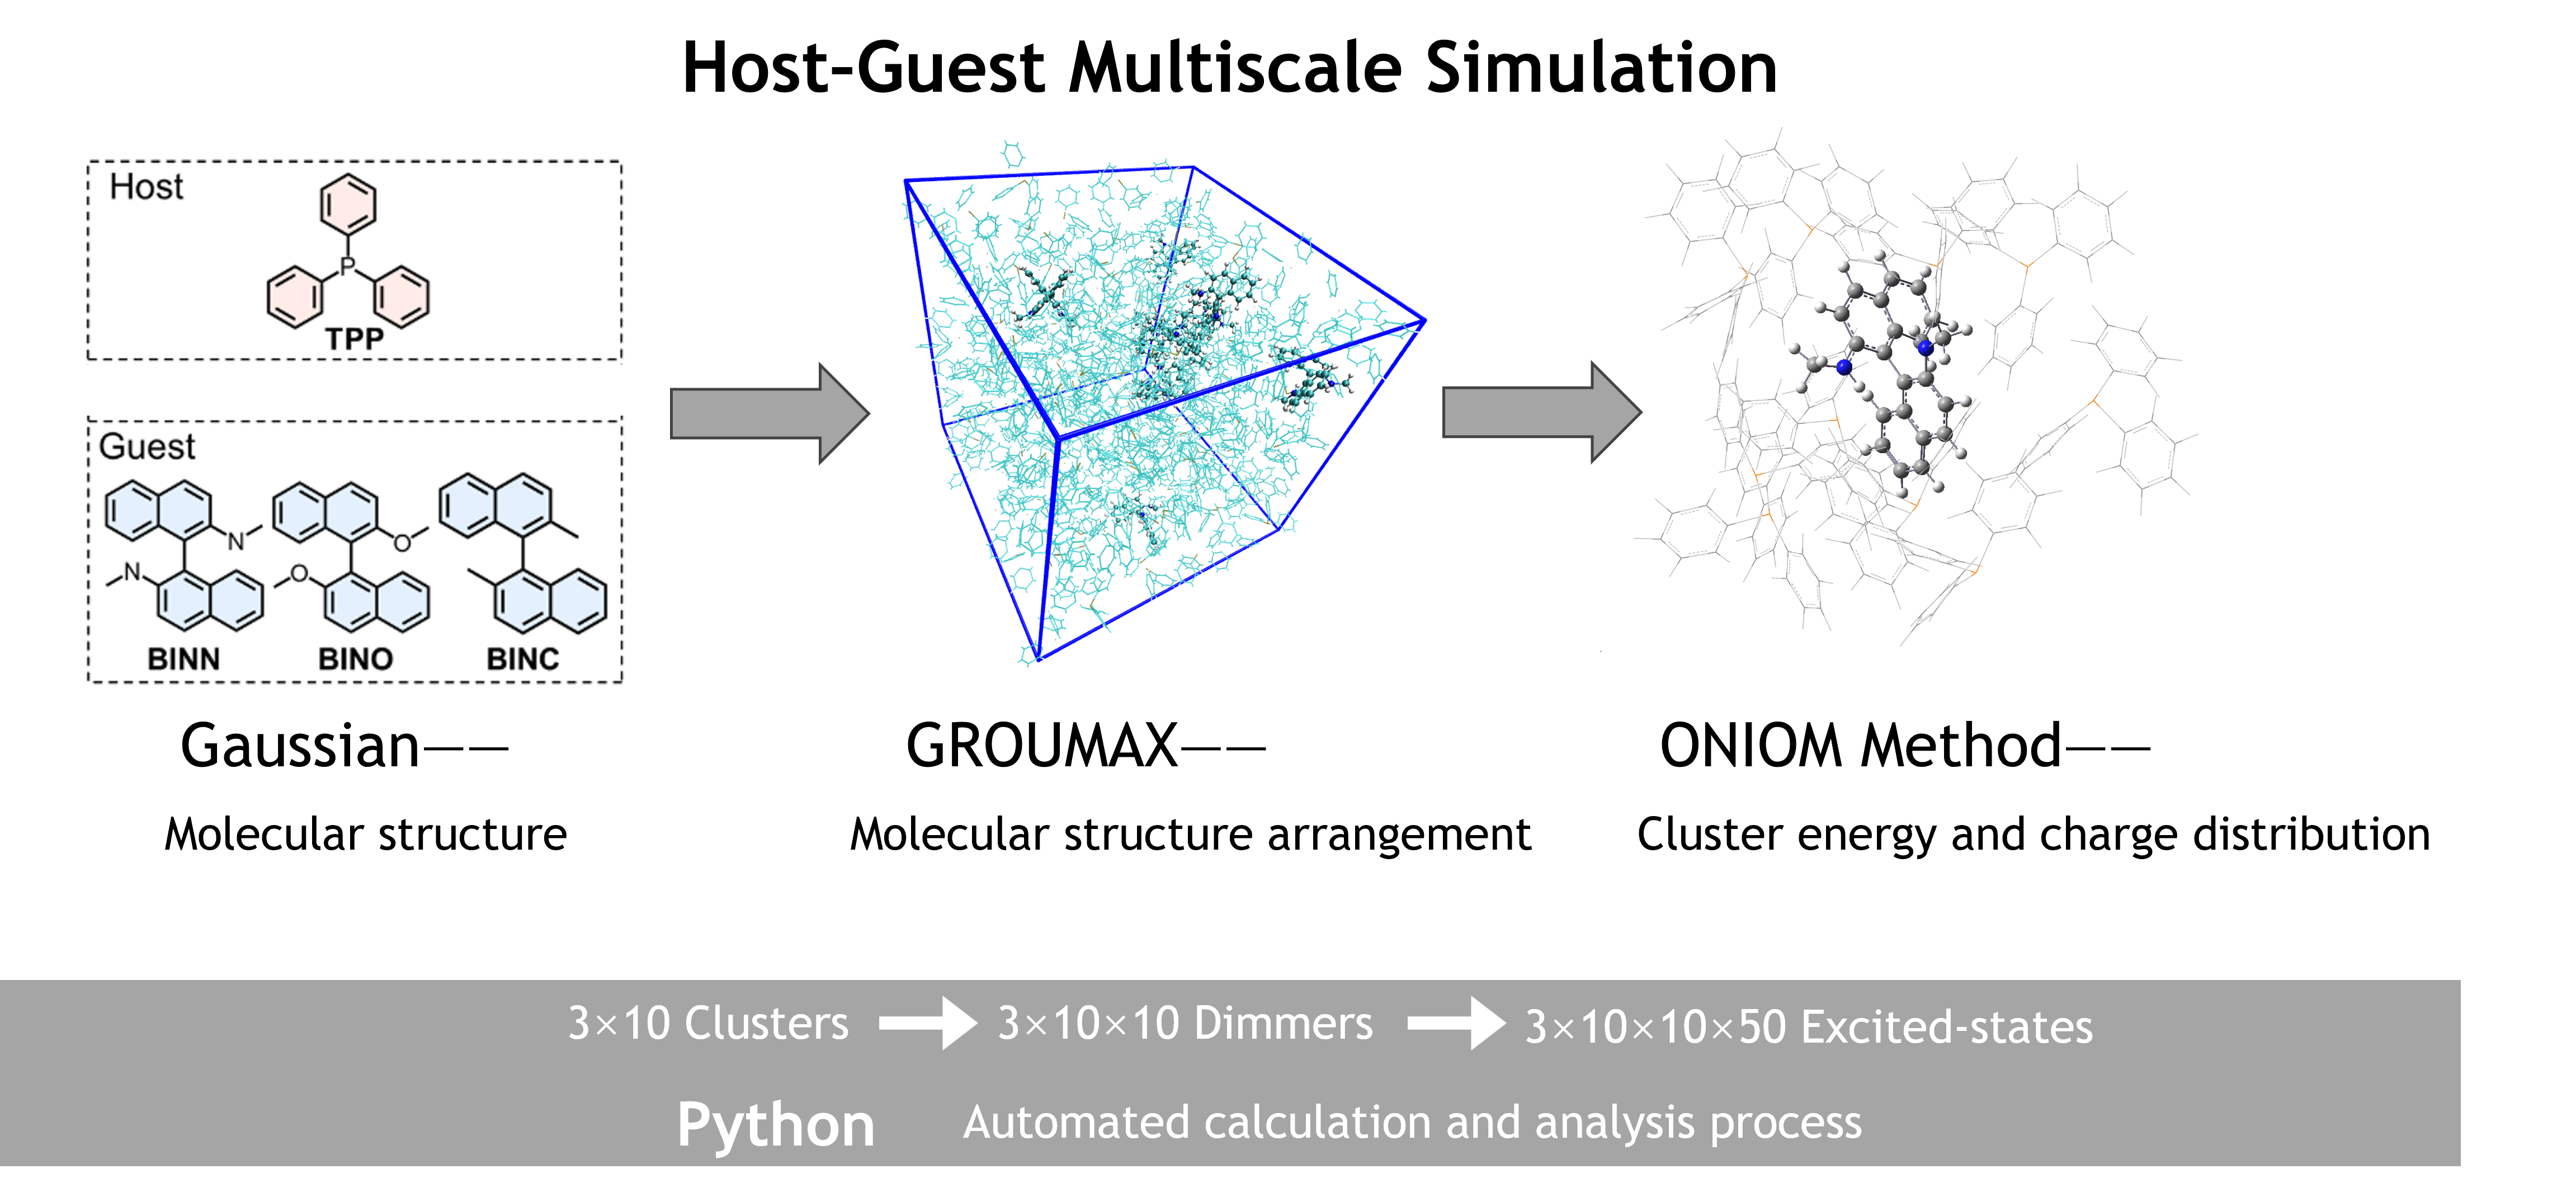 Host-Guest Multiscale Simulation
Host
P
TPP
Guest
N
N
O
O
BINN
BINO
BINC
Gaussian——
GROUMAX——
ONIOM Method——
Molecular structure
Molecular structure arrangement
Cluster energy and charge distribution
3×10 Clusters
3×10×10 Dimmers
3×10×10×50 Excited-states
Python
Automated calculation and analysis process